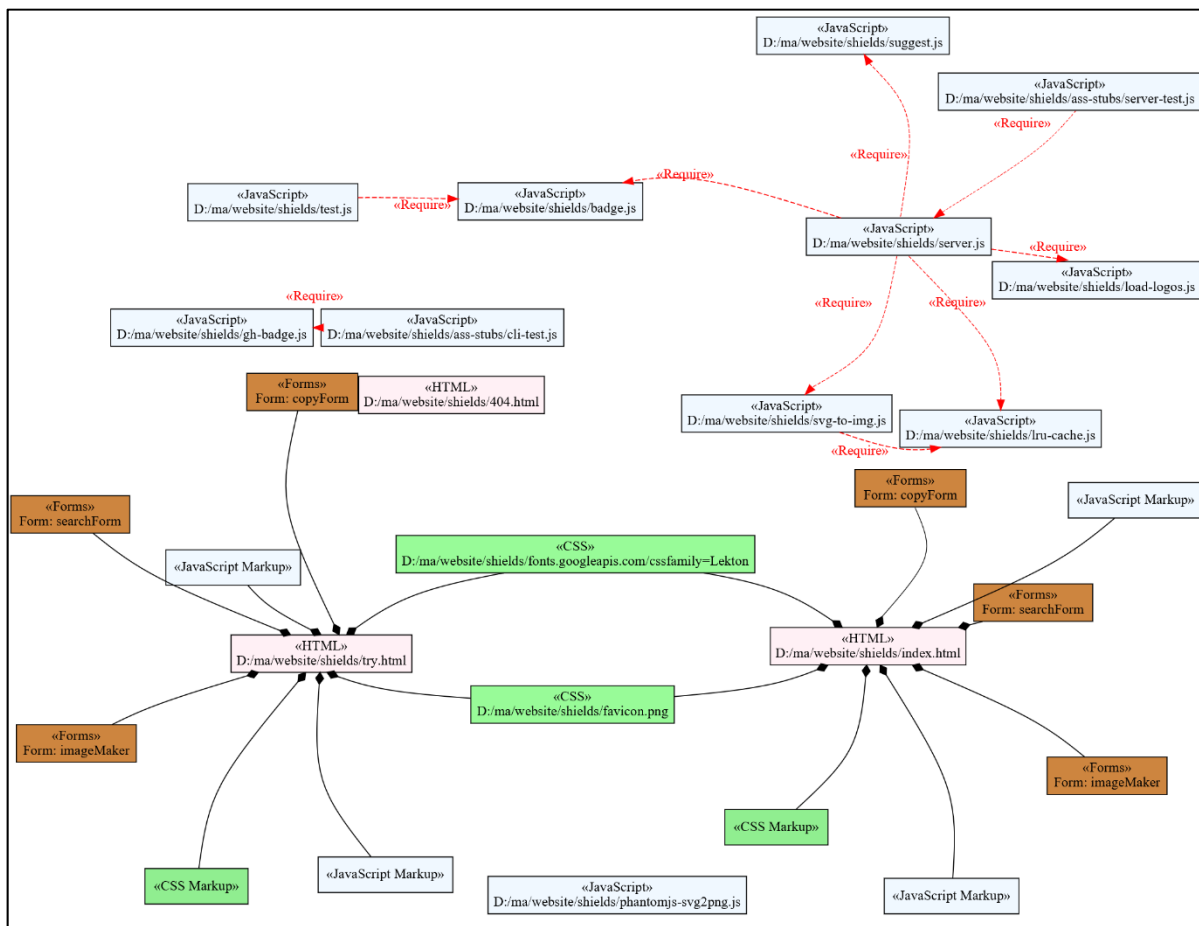 «JavaScript»
D:/ma/website/shields/suggest.js
«JavaScript»
D:/ma/website/shields/ass-stubs/server-test.js
«Require»
«Require»
«Require»
«JavaScript»
D:/ma/website/shields/test.js
«Require»
«JavaScript»
D:/ma/website/shields/badge.js
«JavaScript»
D:/ma/website/shields/server.js
«Require»
«JavaScript»
D:/ma/website/shields/load-logos.js
«Require»
«Require»
«Require»
«JavaScript»
D:/ma/website/shields/gh-badge.js
«JavaScript»
D:/ma/website/shields/ass-stubs/cli-test.js
«Forms»
Form: copyForm
«HTML»
D:/ma/website/shields/404.html
«JavaScript»
D:/ma/website/shields/svg-to-img.js
«JavaScript»
D:/ma/website/shields/lru-cache.js
«Require»
«Forms»
Form: copyForm
«JavaScript Markup»
«Forms»
Form: searchForm
«CSS»
D:/ma/website/shields/fonts.googleapis.com/cssfamily=Lekton
«JavaScript Markup»
«Forms»
Form: searchForm
«HTML»
D:/ma/website/shields/try.html
«HTML»
D:/ma/website/shields/index.html
«CSS»
D:/ma/website/shields/favicon.png
«Forms»
Form: imageMaker
«Forms»
Form: imageMaker
«CSS Markup»
«CSS Markup»
«JavaScript Markup»
«JavaScript»
D:/ma/website/shields/phantomjs-svg2png.js
«JavaScript Markup»